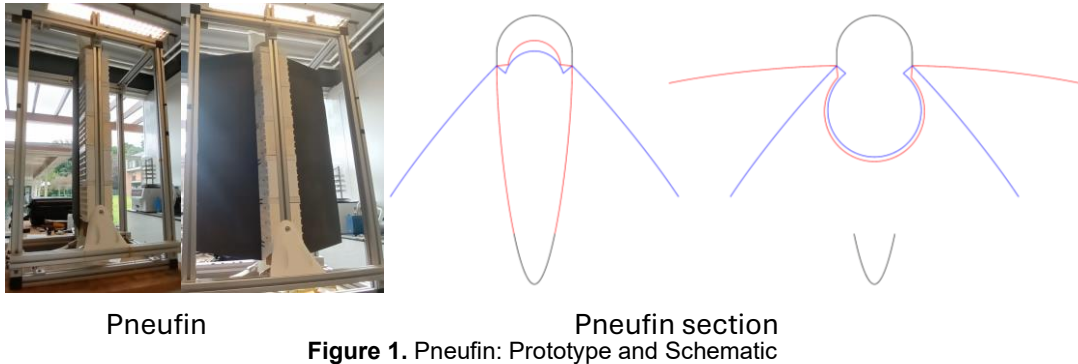 Pneufin
Pneufin section
Figure 1. Pneufin: Prototype and Schematic